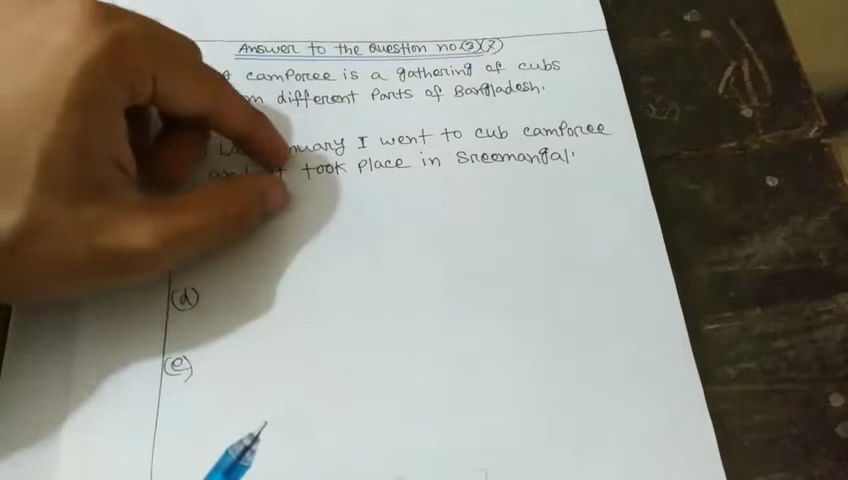 Answer to the Question no.(3)(7)
camporee is a gathering of cubs
different Parts of Bangladesh.
I went to cub camporee
took place in Sreemangal.
(d)
(e)